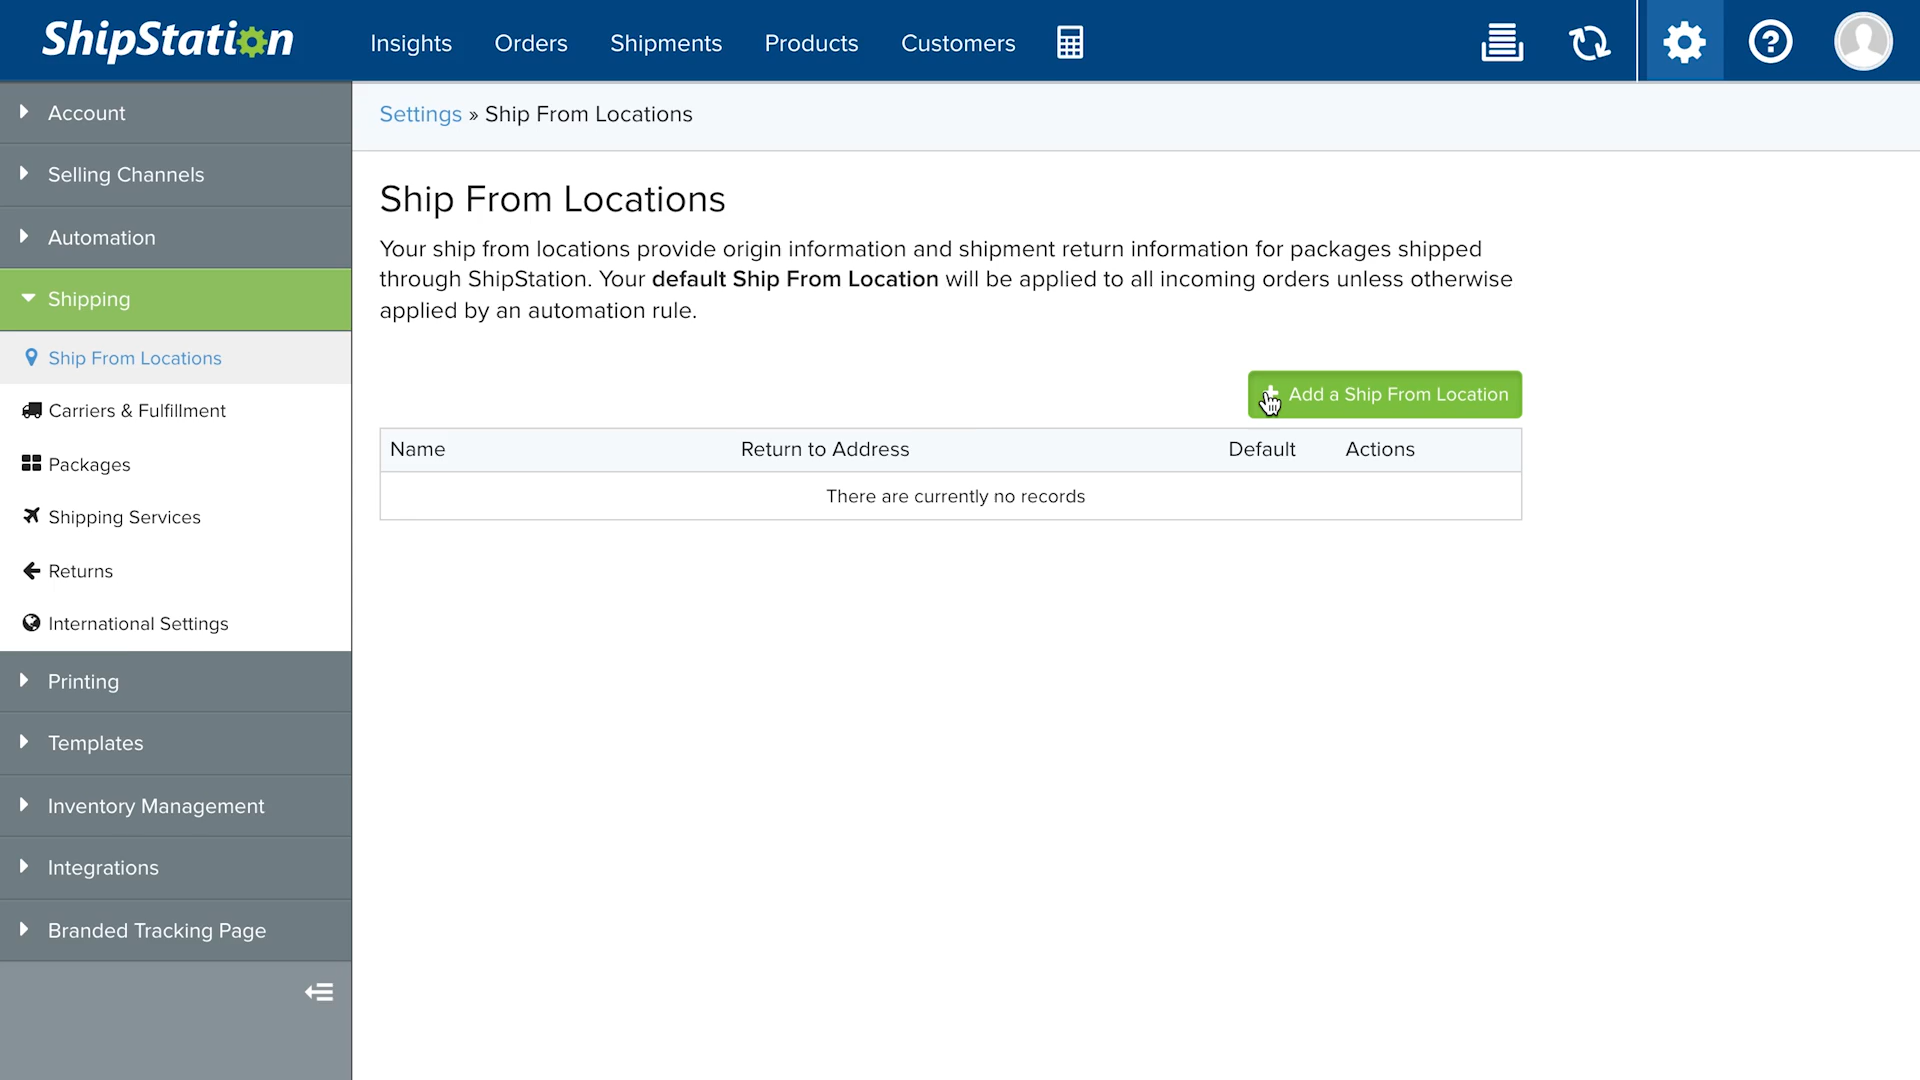 ShipStation
Insights
Orders
Shipments
Products
Customers
Account
Selling Channels
Automation
Shipping
Ship From Locations
Carriers & Fulfillment
Packages
Shipping Services
Returns
International Settings
Printing
Templates
Inventory Management
Integrations
Branded Tracking Page
Settings » Ship From Locations
Ship From Locations
Your ship from locations provide origin information and shipment return information for packages shipped
through ShipStation. Your default Ship From Location will be applied to all incoming orders unless otherwise
applied by an automation rule.
Add a Ship From Location
Name Return to Address Default Actions
There are currently no records